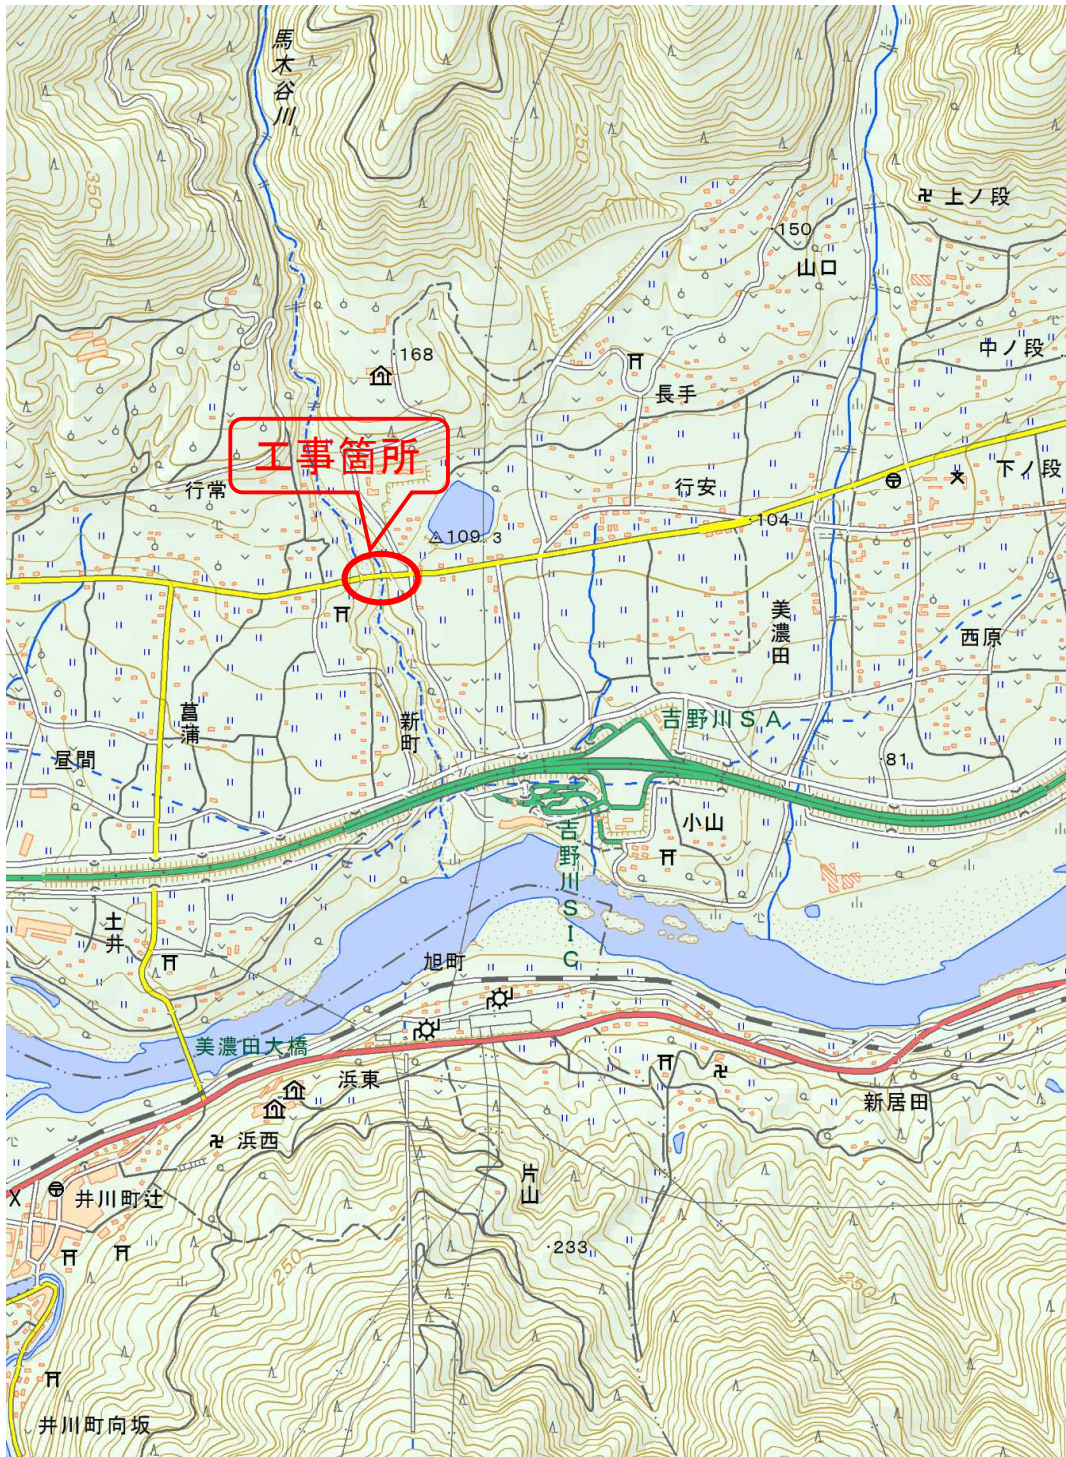 馬木谷川
350
250
上ノ段
150
山口
中ノ段
168
長手
工事箇所
下ノ段
行常
行安
104
109.3
美濃田
西原
菖蒲
新町
吉野川SA
昼間
81
小山
吉野川SIC
土井
旭町
美濃田大橋
浜東
新居田
浜西
片山
井川町辻
233
250
250
井川町向坂